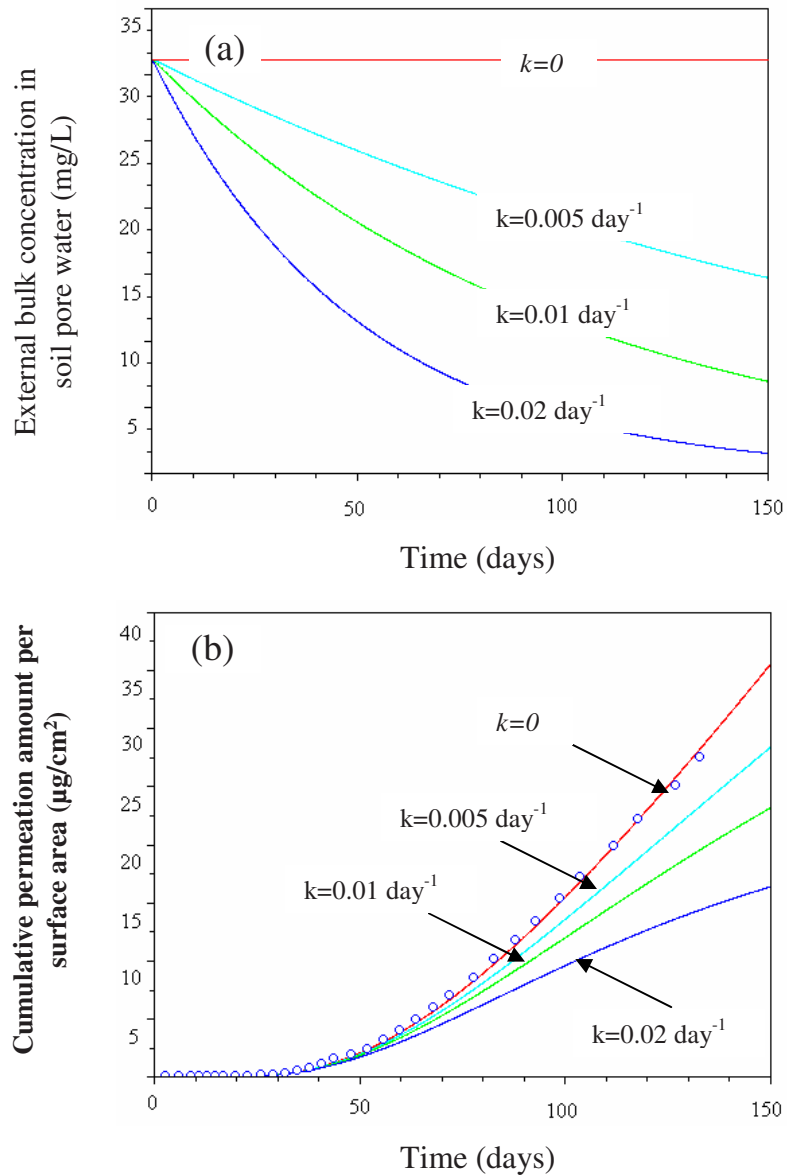 35
30
25
20
15
10
5
External bulk concentration in
soil pore water (mg/L)
(a)
k=0
k=0.005 day⁻¹
k=0.01 day⁻¹
k=0.02 day⁻¹
0
50
100
150
Time (days)
40
35
30
25
20
15
10
5
Cumulative permeation amount per
surface area (µg/cm²)
(b)
k=0
k=0.005 day⁻¹
k=0.01 day⁻¹
k=0.02 day⁻¹
0
50
100
150
Time (days)